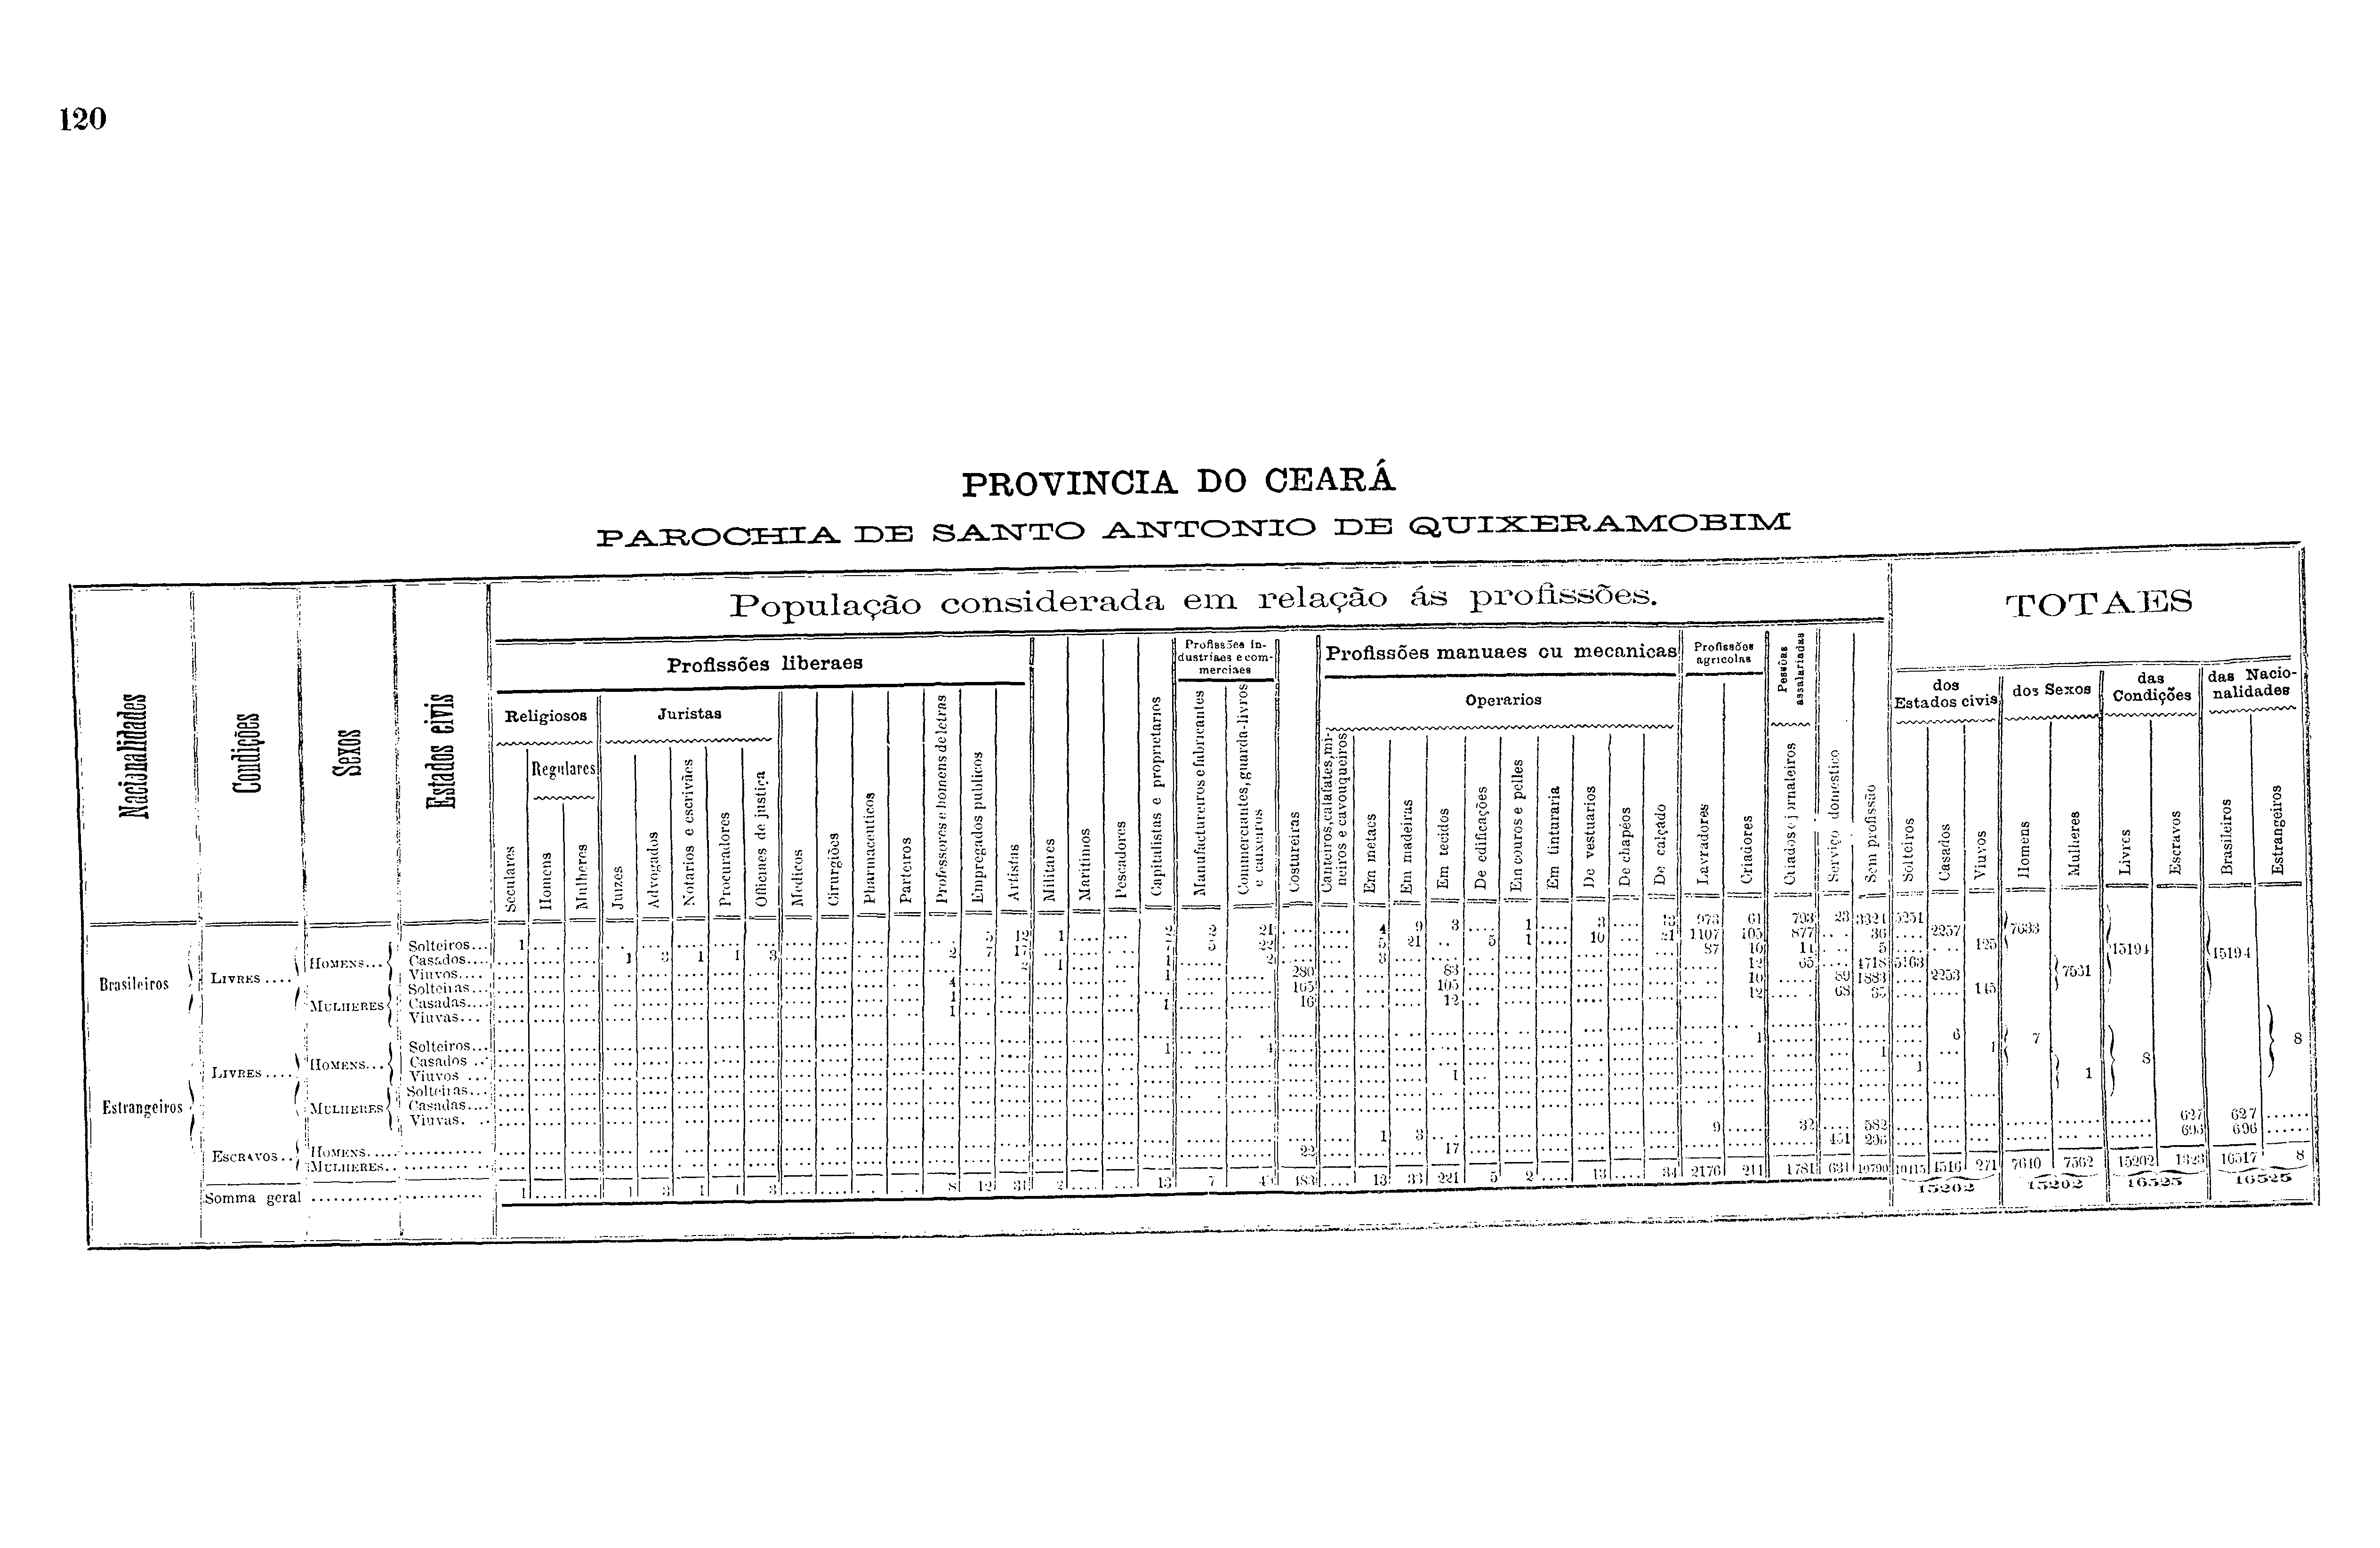 120
PROVINCIA DO CEARÁ
PAROCHIA DE SANTO ANTONIO DE QUIXERAMOBIM
População considerada em relação ás profissões.
TOTAES
Nacionalidades
Condições
Sexos
Estados civis
Profissões liberaes
Profissões industriaes e commerciaes
Profissões manuaes ou mecanicas
Profissões agricolas
Pessôas assalariadas
Religiosos
Juristas
Operarios
dos Estados civis
dos Sexos
das Condições
das Nacionalidades
Regulares
Seculares
Homens
Mulheres
Juizes
Advogados
Notarios e escrivães
Procuradores
Officiaes de justiça
Medicos
Cirurgiões
Pharmaceuticos
Parteiros
Professores e homens de letras
Empregados publicos
Artistas
Militares
Maritimos
Pescadores
Capitalistas e proprietarios
Manufactureiros e fabricantes
Commerciantes, guarda-livros e caixeiros
Costureiras
Canteiros, calafates, mineiros e cavouqueiros
Em metaes
Em madeiras
Em tecidos
De edificações
Em couros e pelles
Em tinturaria
De vestuarios
De chapéos
De calçado
Lavradores
Criadores
Criados e jornaleiros
Serviço domestico
Sem profissão
Solteiros
Casados
Viuvos
Homens
Mulheres
Livres
Escravos
Brasileiros
Estrangeiros
Brasileiros
LIVRES....
HOMENS...
Solteiros... 1 5 12 1 2 2 21 4 9 3 1 3 13 973 61 793 23 3324 5251 7633
Casados.... 1 3 1 1 3 2 7 17 7 5 22 5 21 5 1 10 21 1107 105 877 36 2257
Viuvos.... 2 1 1 2 3 87 10 11 5 125 15194 15194
MULHERES
Solteiras... 4 1 280 83 12 65 4718 5163 7561
Casadas.... 1 165 105 10 89 1883 2253
Viuvas... 1 1 16 12 12 68 35 145
Estrangeiros
LIVRES....
HOMENS...
Solteiros...
Casados .. 1 4 1 6 7 8
Viuvos ... 1 1 8
MULHERES
Solteiras... 1 1 1
Casadas....
Viuvas. ..
ESCRAVOS..
HOMENS..... 1 3 9 32 582 627 627
MULHERES.. 22 17 451 206 696 696
Somma geral 1 1 3 1 1 3 8 12 31 2 13 7 483 13 33 221 5 2 13 34 2176 211 1781 631 10790 10415 4516 271 7640 7562 15202 1323 16517 8
15202 15202 16525 16525